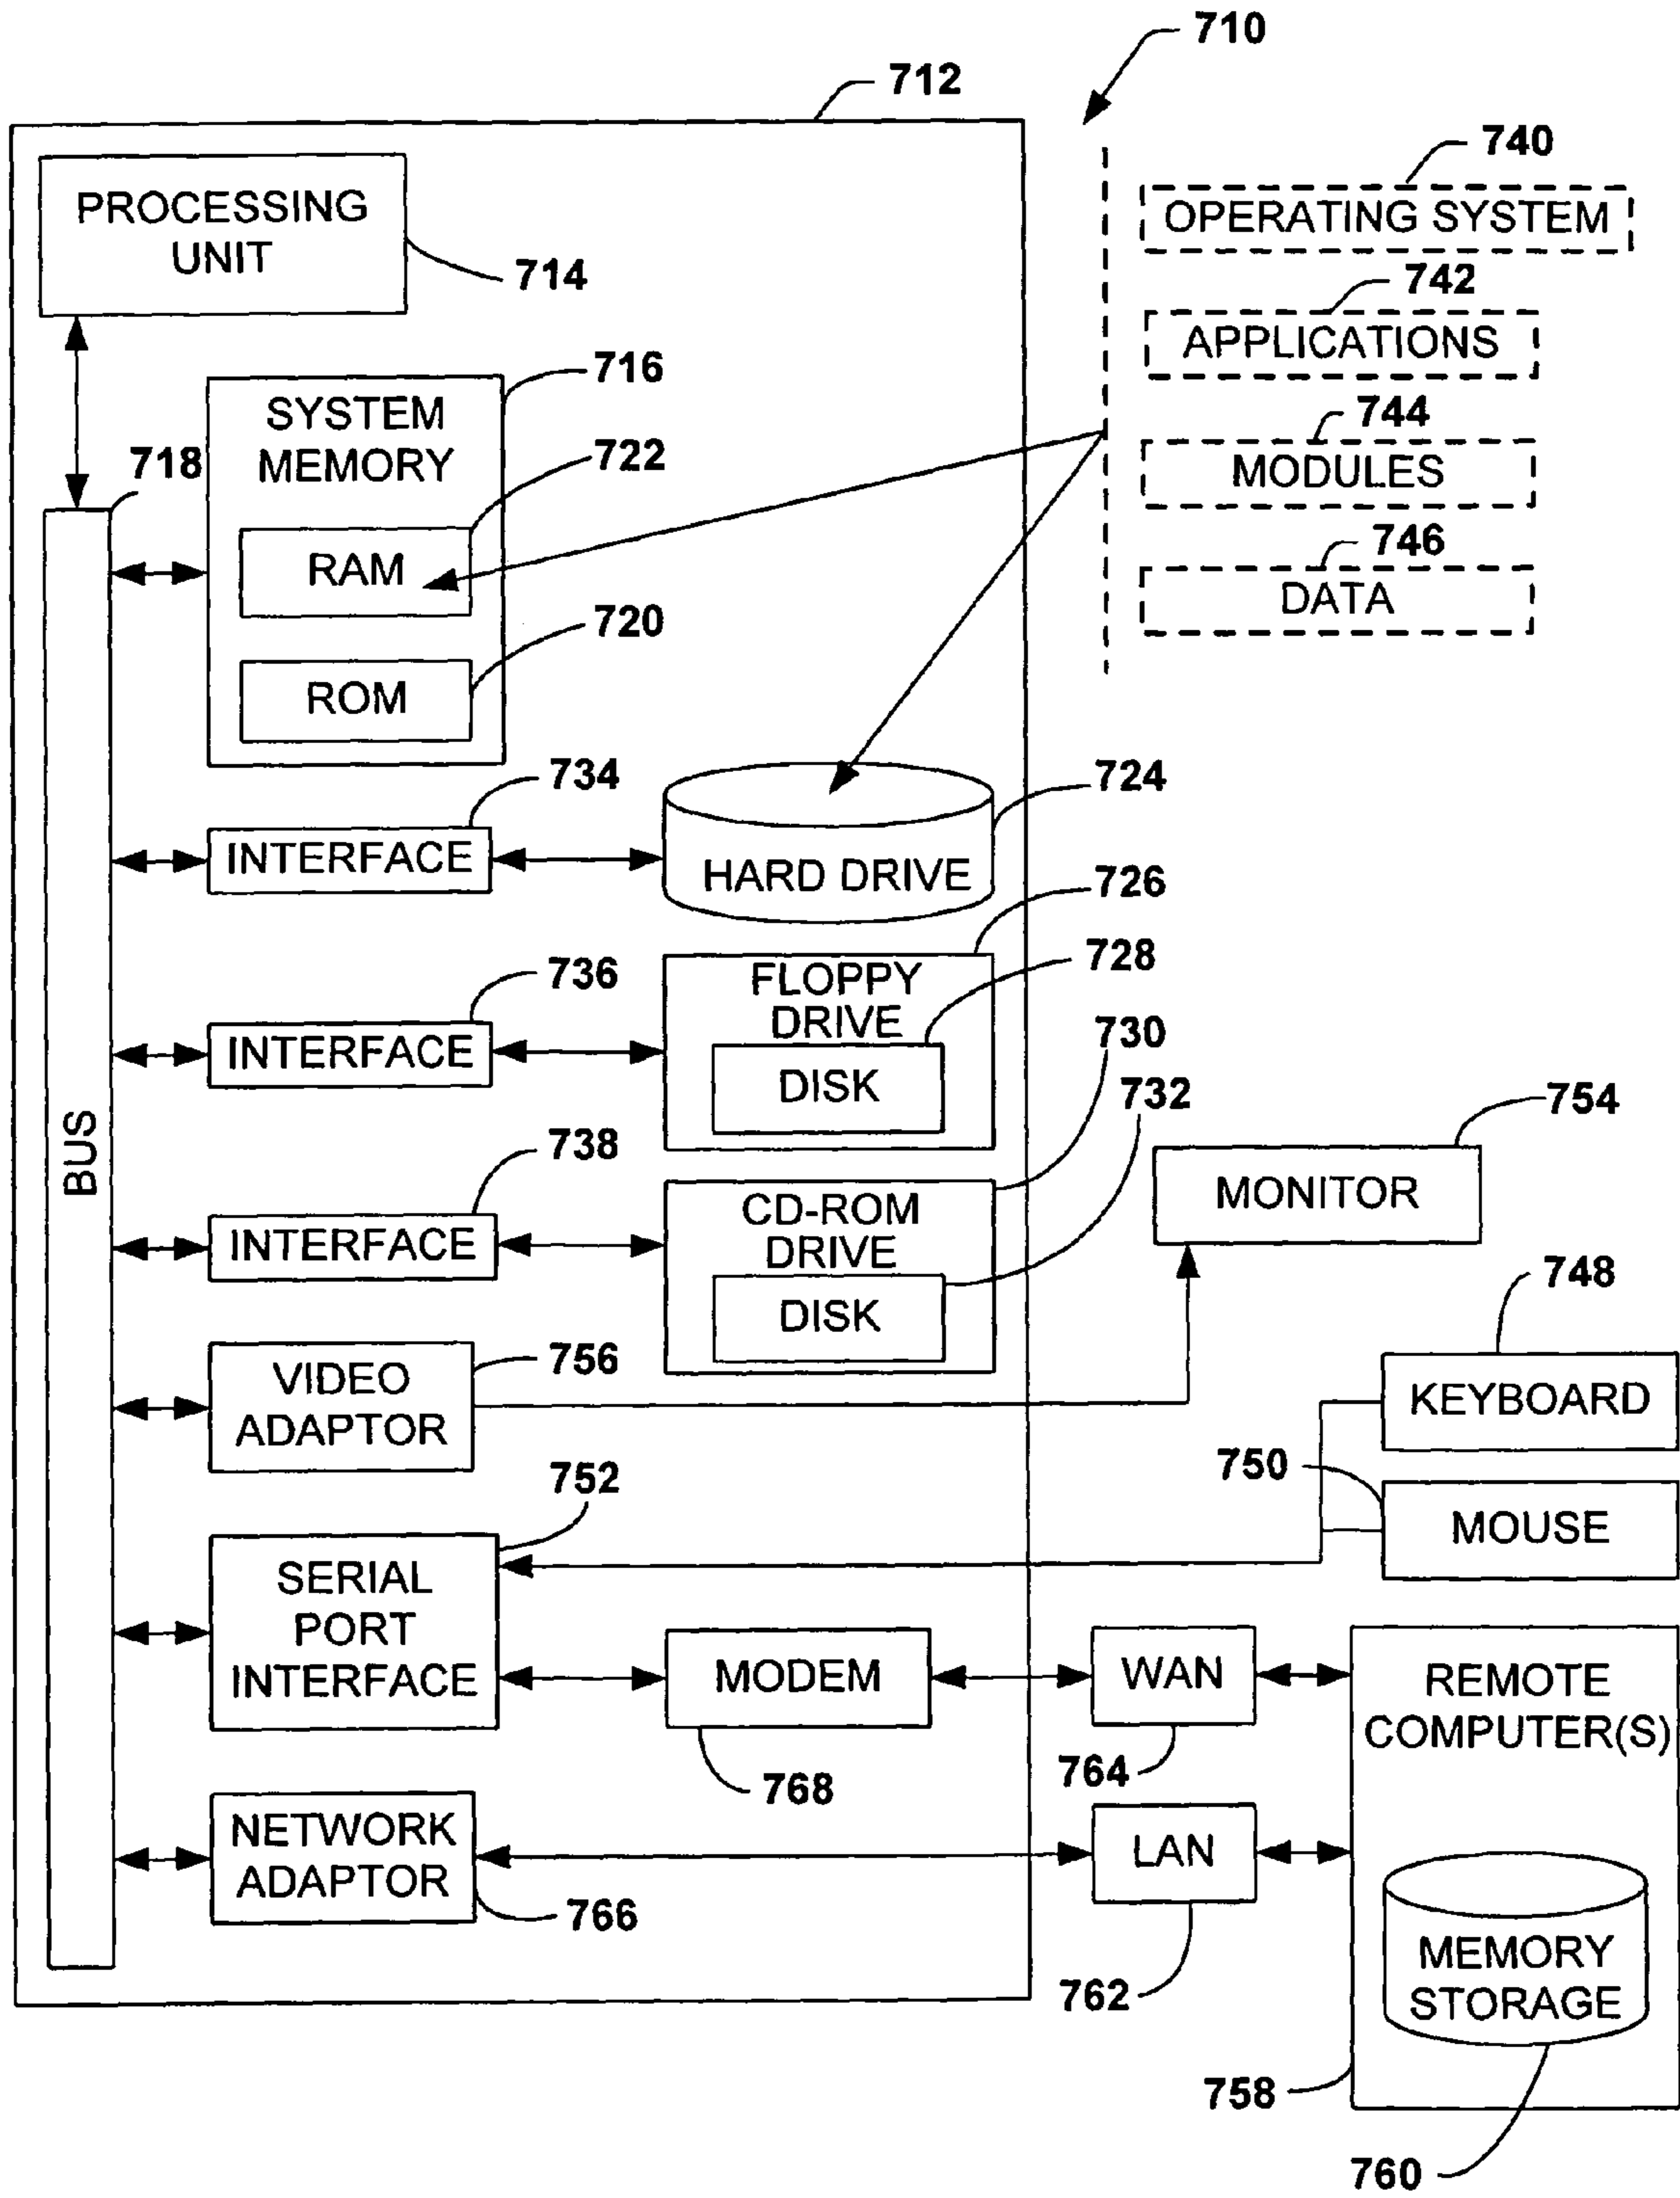 710
712
740
PROCESSING
UNIT
714
OPERATING SYSTEM
742
APPLICATIONS
716
SYSTEM
MEMORY
744
MODULES
718
722
746
RAM
DATA
720
ROM
734
724
INTERFACE
HARD DRIVE
726
736
728
FLOPPY
DRIVE
INTERFACE
DISK
730
732
754
BUS
738
MONITOR
CD-ROM
DRIVE
INTERFACE
748
DISK
756
VIDEO
ADAPTOR
KEYBOARD
750
752
MOUSE
SERIAL
PORT
INTERFACE
MODEM
WAN
REMOTE
COMPUTER(S)
764
768
NETWORK
ADAPTOR
LAN
766
762
MEMORY
STORAGE
758
760